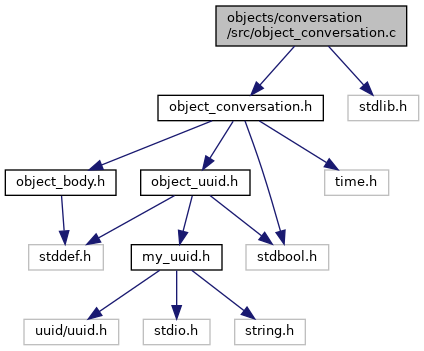 objects/conversation
/src/object_conversation.c
object_conversation.h
stdlib.h
object_body.h
object_uuid.h
time.h
stddef.h
my_uuid.h
stdbool.h
uuid/uuid.h
stdio.h
string.h